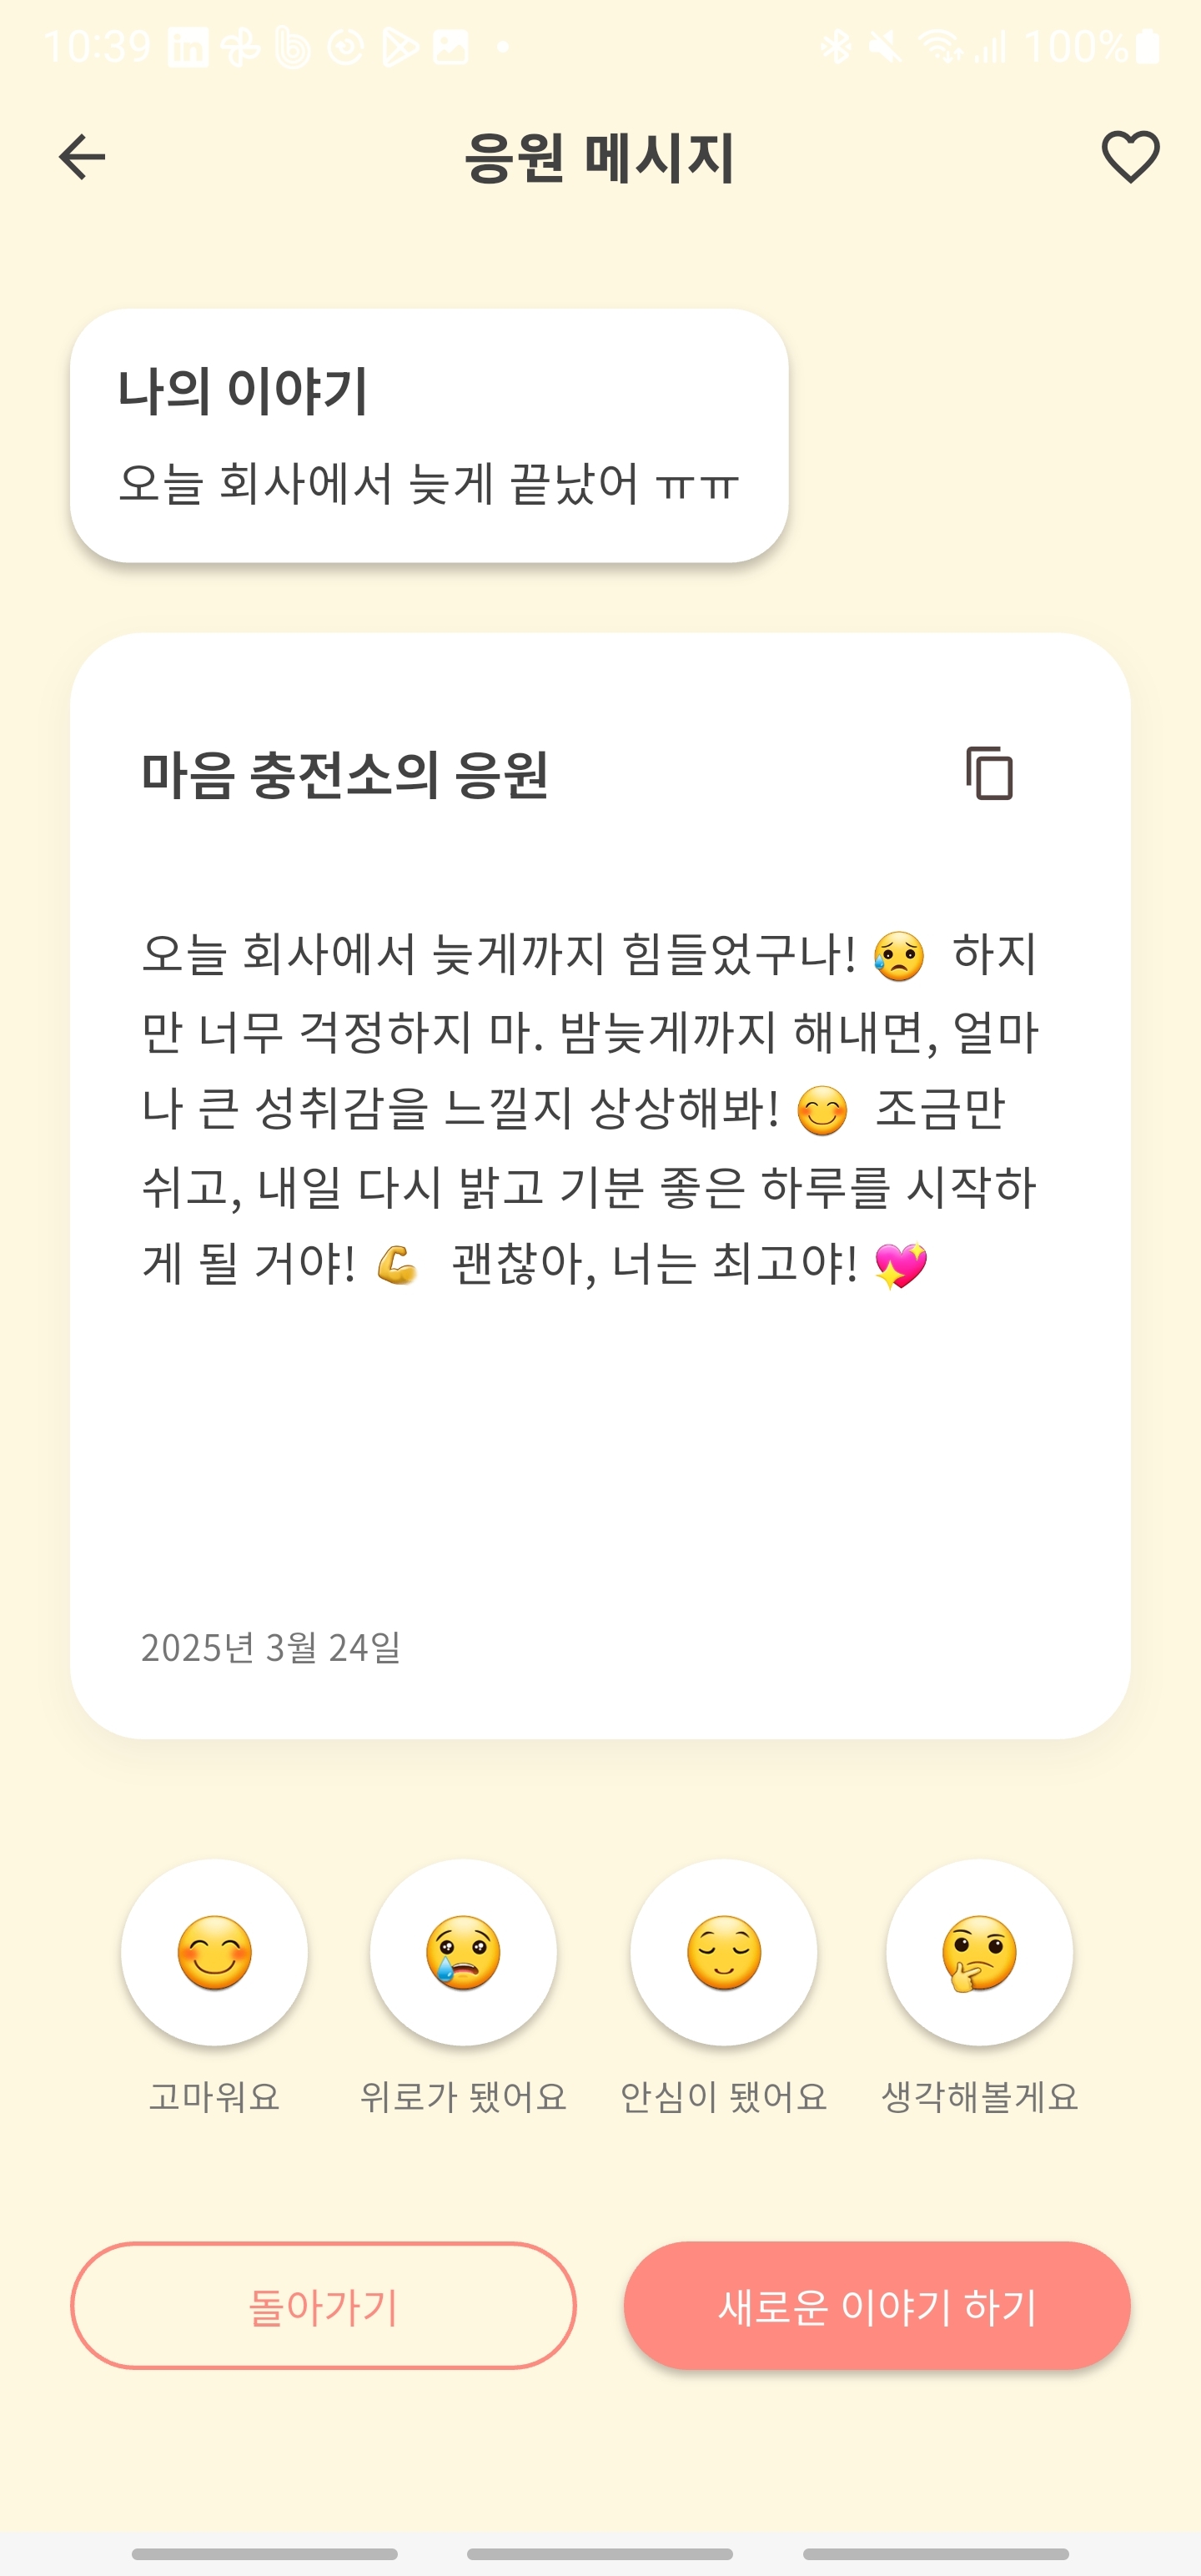 10:39 100%
응원 메시지
나의 이야기
오늘 회사에서 늦게 끝났어 ㅠㅠ
마음 충전소의 응원
오늘 회사에서 늦게까지 힘들었구나! 😥 하지
만 너무 걱정하지 마. 밤늦게까지 해내면, 얼마
나 큰 성취감을 느낄지 상상해봐! 😊 조금만
쉬고, 내일 다시 밝고 기분 좋은 하루를 시작하
게 될 거야! 💪 괜찮아, 너는 최고야! 💖
2025년 3월 24일
고마워요 위로가 됐어요 안심이 됐어요 생각해볼게요
돌아가기 새로운 이야기 하기